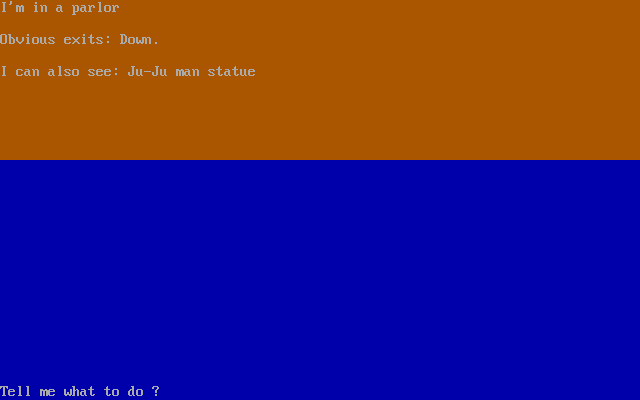 I'm in a parlor
Obvious exits: Down.
I can also see: Ju-Ju man statue
Tell me what to do ?